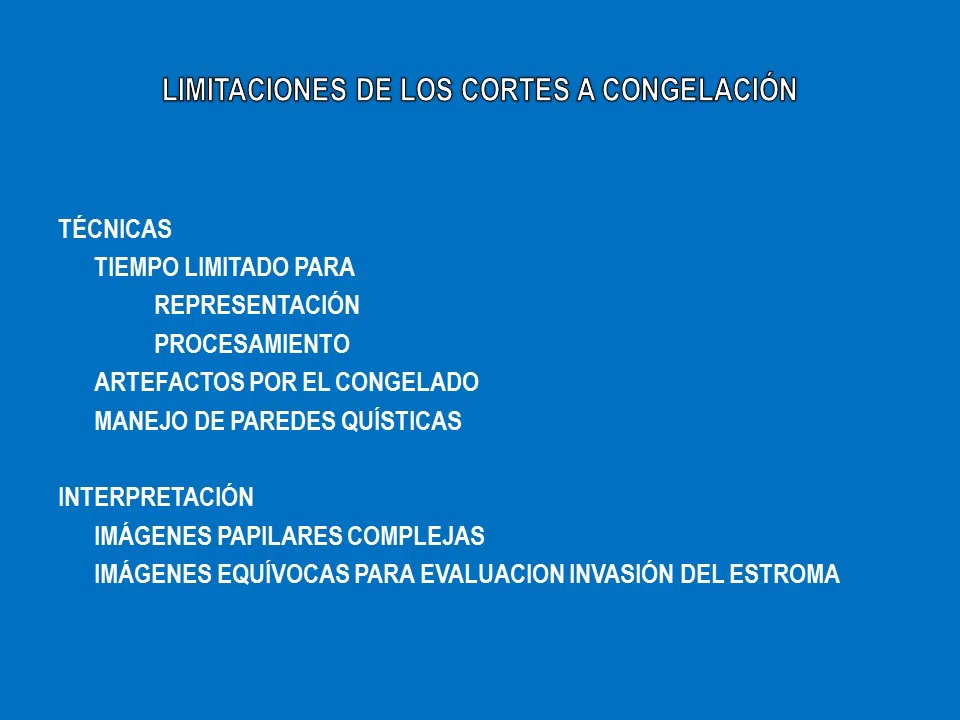 LIMITACIONES DE LOS CORTES A CONGELACIÓN
TÉCNICAS
TIEMPO LIMITADO PARA
REPRESENTACIÓN
PROCESAMIENTO
ARTEFACTOS POR EL CONGELADO
MANEJO DE PAREDES QUÍSTICAS
INTERPRETACIÓN
IMÁGENES PAPILARES COMPLEJAS
IMÁGENES EQUÍVOCAS PARA EVALUACION INVASIÓN DEL ESTROMA